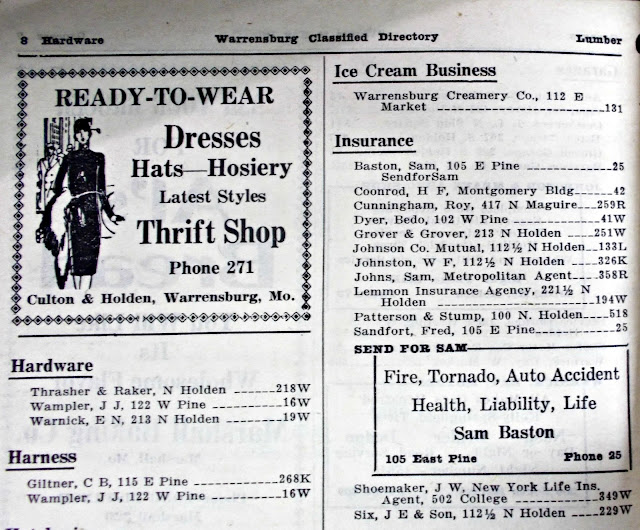 8 Hardware
Warrensburg Classified Directory
Lumber
READY-TO-WEAR
Dresses
Hats—Hosiery
Latest Styles
Thrift Shop
Phone 271
Culton & Holden, Warrensburg, Mo.
Hardware
Thrasher & Raker, N Holden ------218W
Wampler, J J, 122 W Pine ---------16W
Warnick, E N, 213 N Holden -------19W
Harness
Giltner, C B, 115 E Pine ----------268K
Wampler, J J, 122 W Pine ---------16W
Ice Cream Business
Warrensburg Creamery Co., 112 E
Market ------------------------131
Insurance
Baston, Sam, 105 E Pine -----------25
SendforSam
Coonrod, H F, Montgomery Bldg.----42
Cunningham, Roy, 417 N Maguire--259R
Dyer, Bedo, 102 W Pine -----------41W
Grover & Grover, 213 N Holden ---251W
Johnson Co. Mutual, 112½ N Holden--133L
Johnston, W F, 112½ N Holden ---326K
Johns, Sam, Metropolitan Agent---358R
Lemmon Insurance Agency, 221½ N
Holden -----------------------194W
Patterson & Stump, 100 N. Holden---518
Sandfort, Fred, 105 E Pine----------25
SEND FOR SAM
Fire, Tornado, Auto Accident
Health, Liability, Life
Sam Baston
105 East Pine Phone 25
Shoemaker, J W, New York Life Ins.
Agent, 502 College -------------349W
Six, J E & Son, 112½ N Holden ---229W